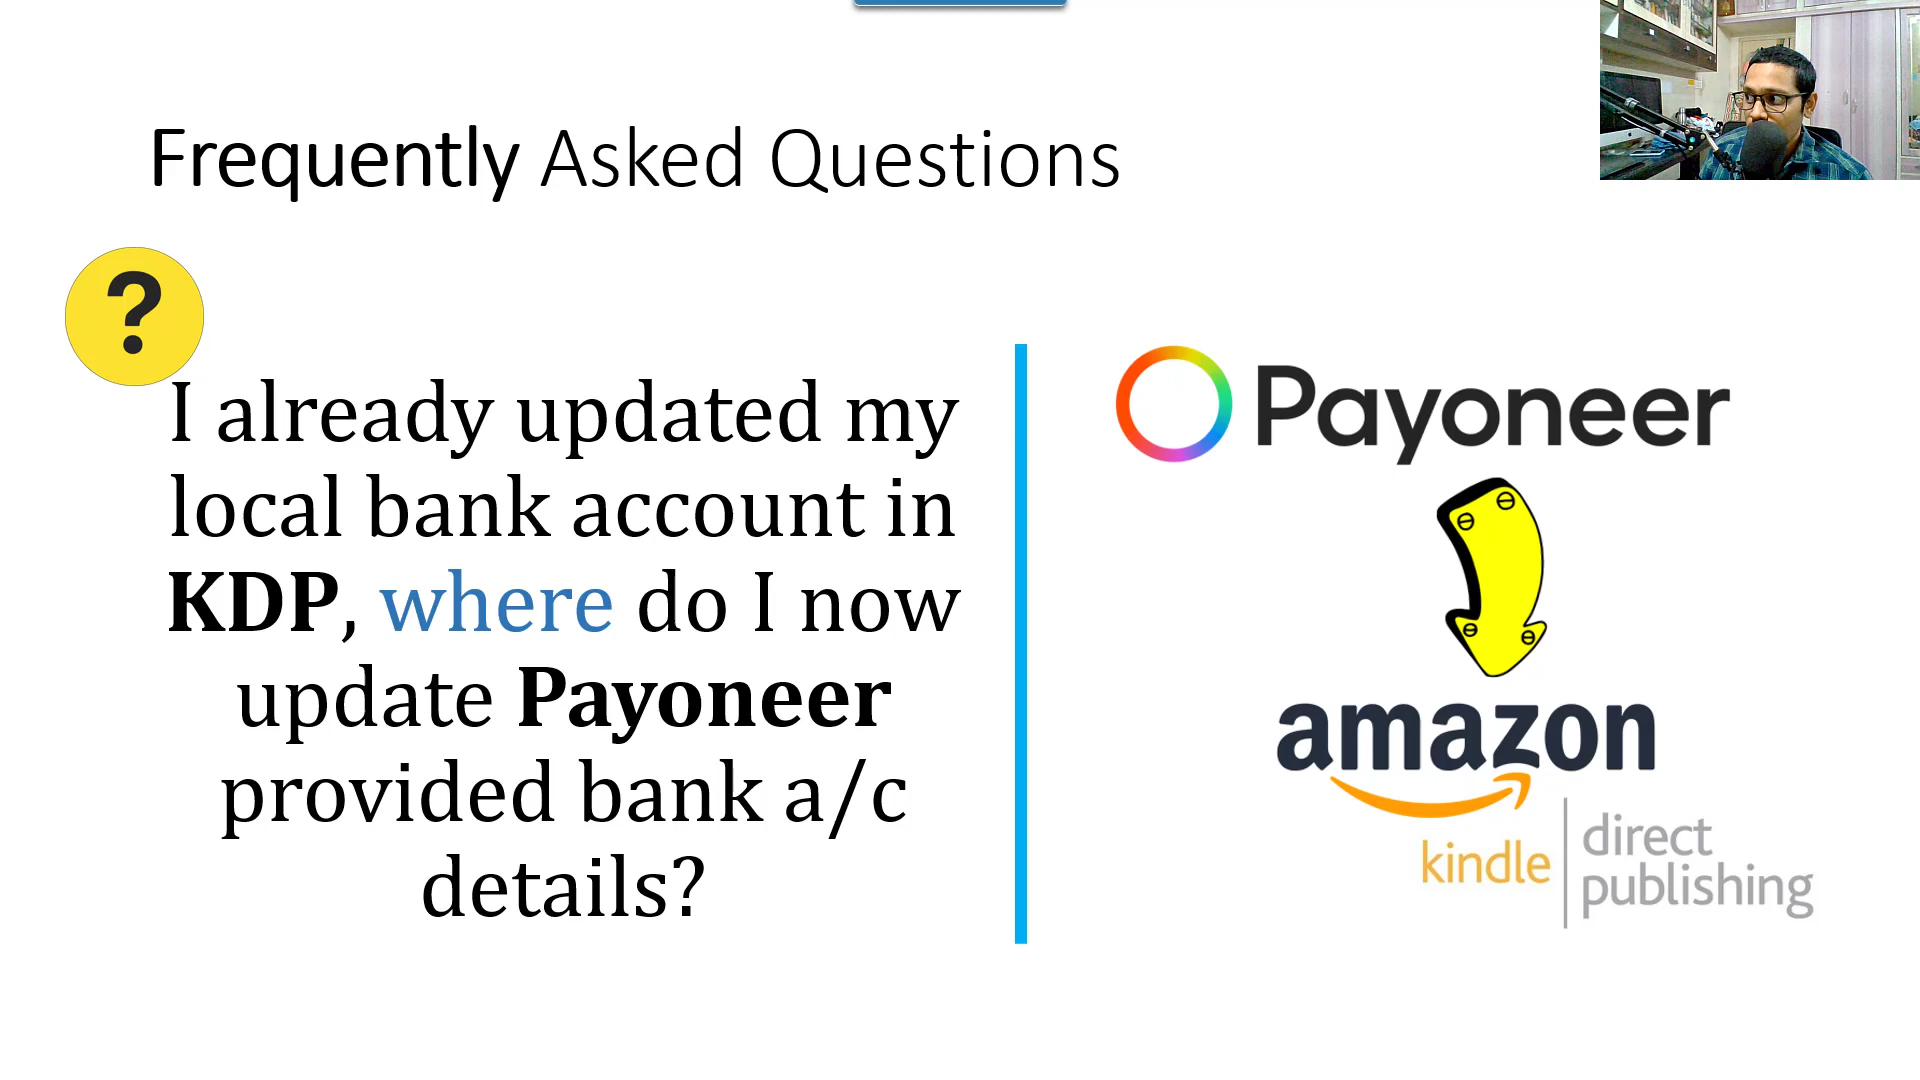 Frequently Asked Questions
?
I already updated my
local bank account in
KDP, where do I now
update Payoneer
provided bank a/c
details?
Payoneer
amazon
kindle direct publishing